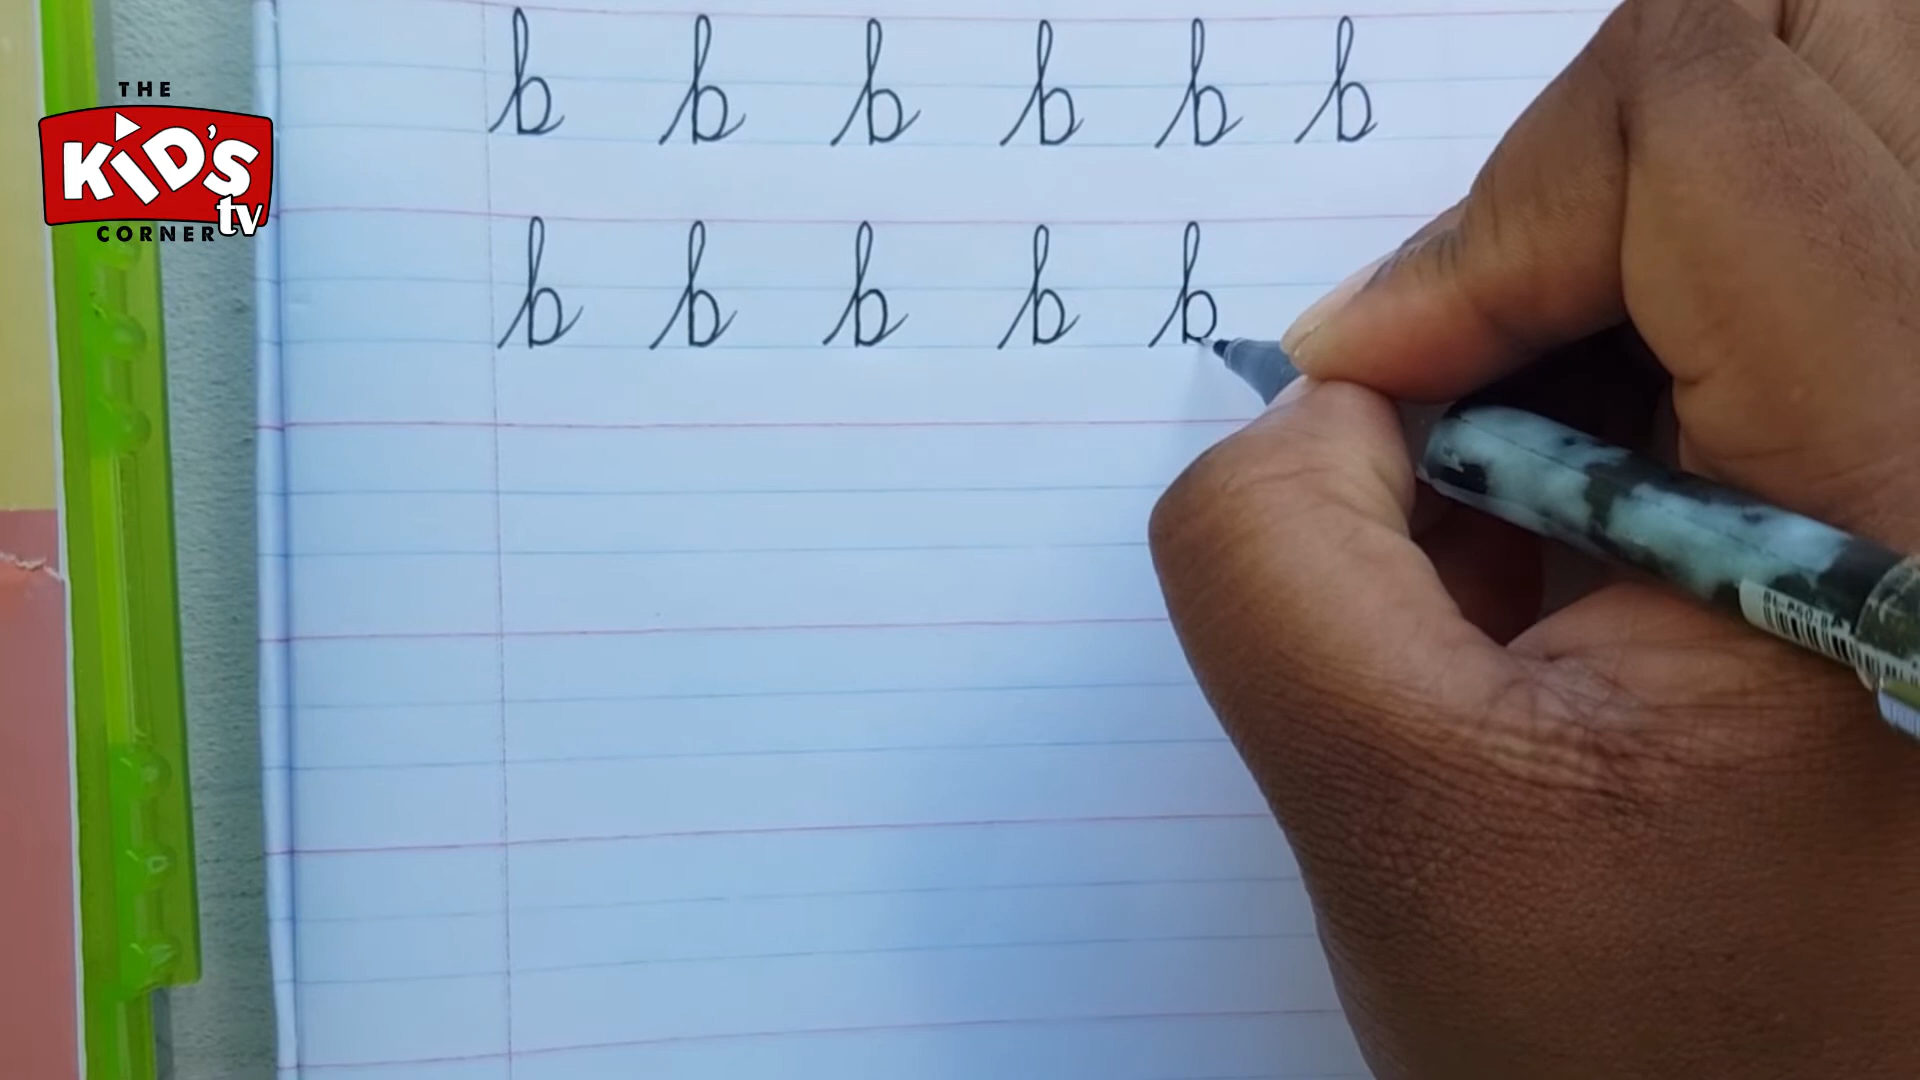 THE
KiD'S
tv
CORNER
b b b b b b
b b b b b